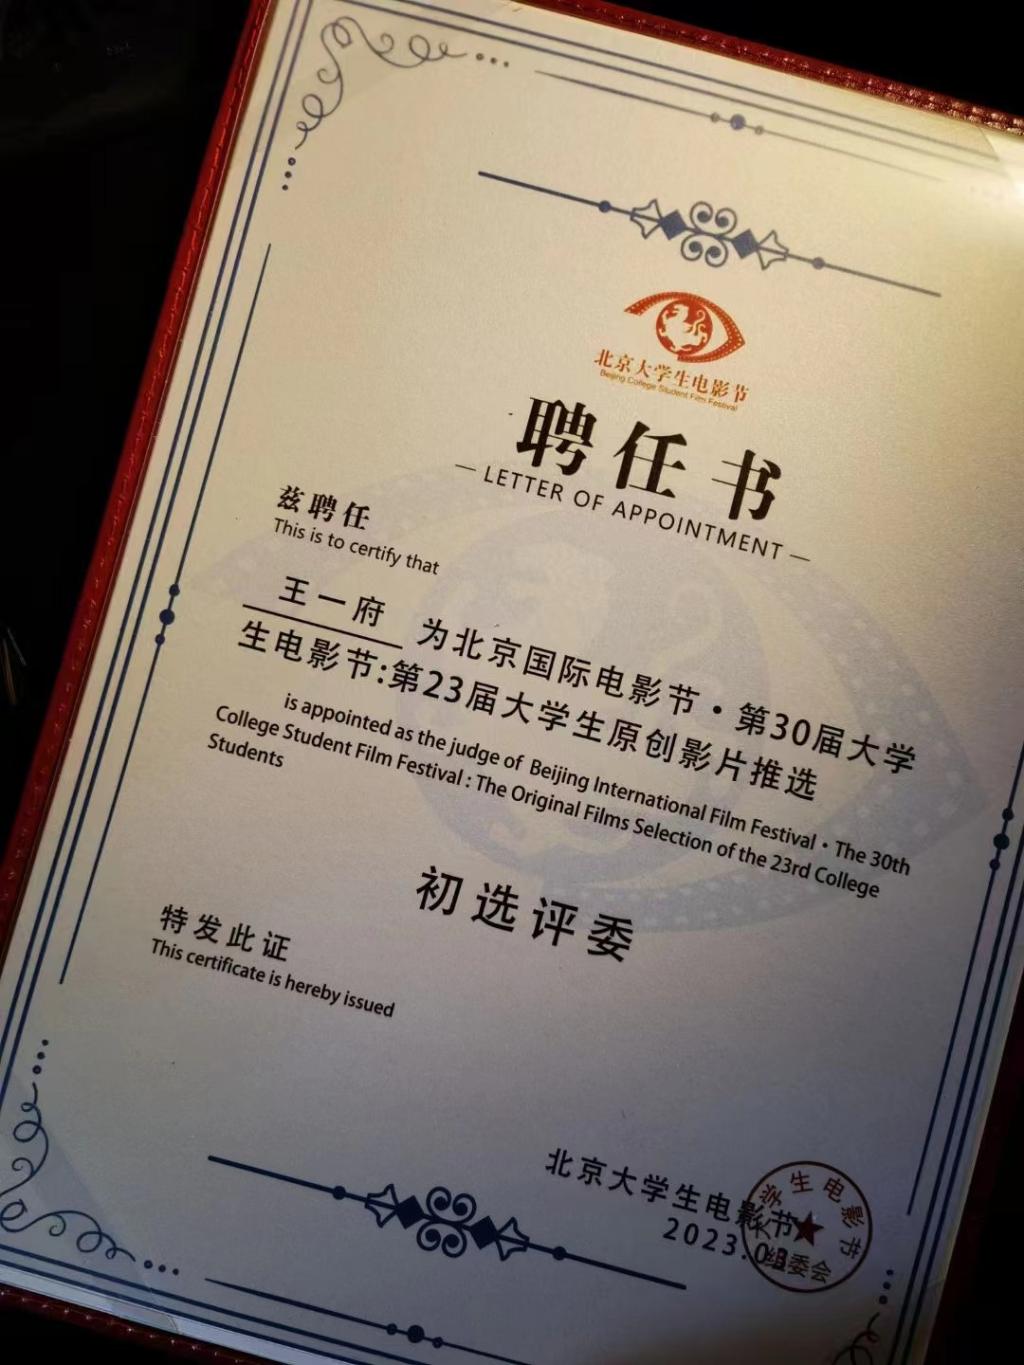 北京大学生电影节
Beijing College Student Film Festival
聘任书
LETTER OF APPOINTMENT
兹聘任
This is to certify that
王一府 为北京国际电影节·第30届大学
生电影节:第23届大学生原创影片推选
is appointed as the judge of Beijing International Film Festival·The 30th
College Student Film Festival : The Original Films Selection of the 23rd College
Students
初选评委
特发此证
This certificate is hereby issued
北京大学生电影节
2023.
学生电影节
组委会